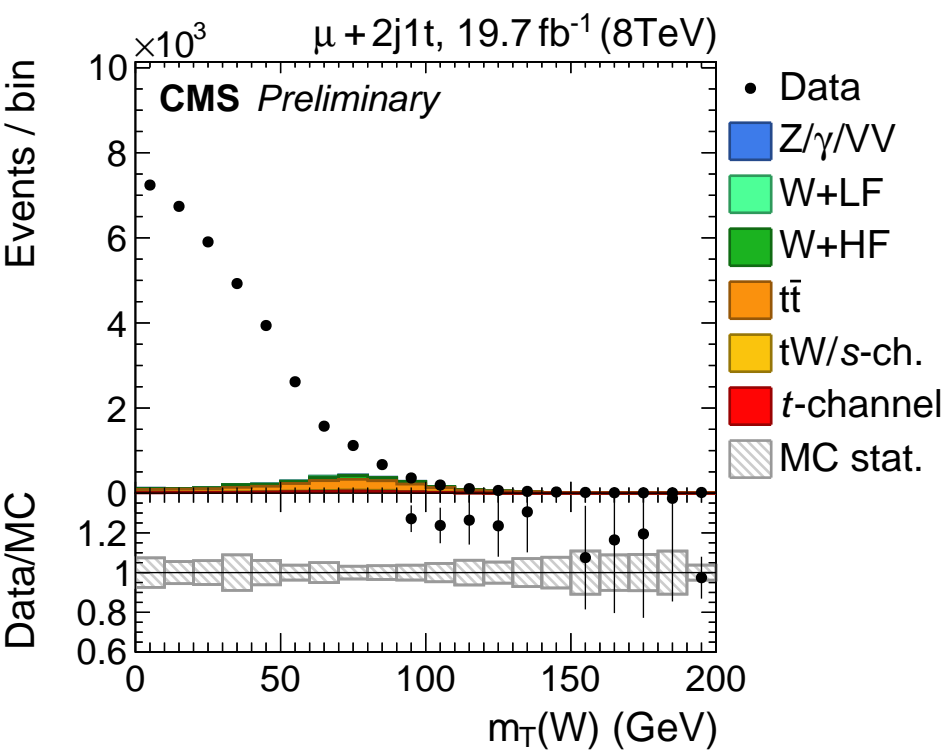 ×10³ μ + 2j1t, 19.7 fb⁻¹ (8TeV)
CMS Preliminary
Events / bin
10
8
6
4
2
0
Data
Z/γ/VV
W+LF
W+HF
tt̄
tW/s-ch.
t-channel
MC stat.
Data/MC
1.2
1
0.8
0.6
0 50 100 150 200
m_T(W) (GeV)